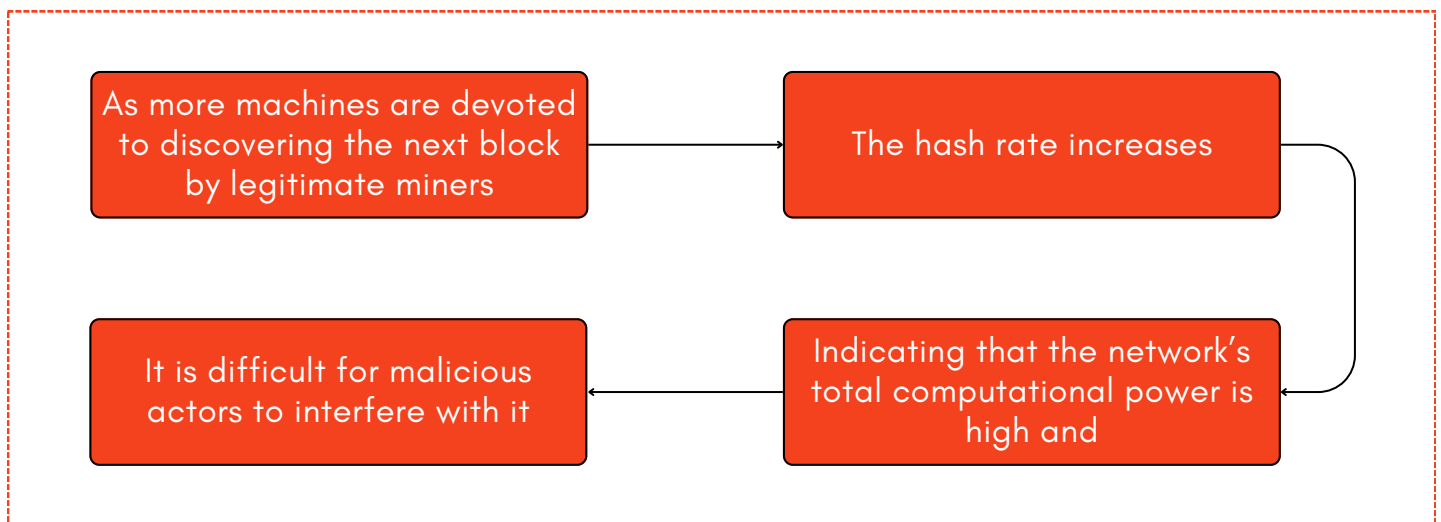 As more machines are devoted
to discovering the next block
by legitimate miners
The hash rate increases
Indicating that the network’s
total computational power is
high and
It is difficult for malicious
actors to interfere with it